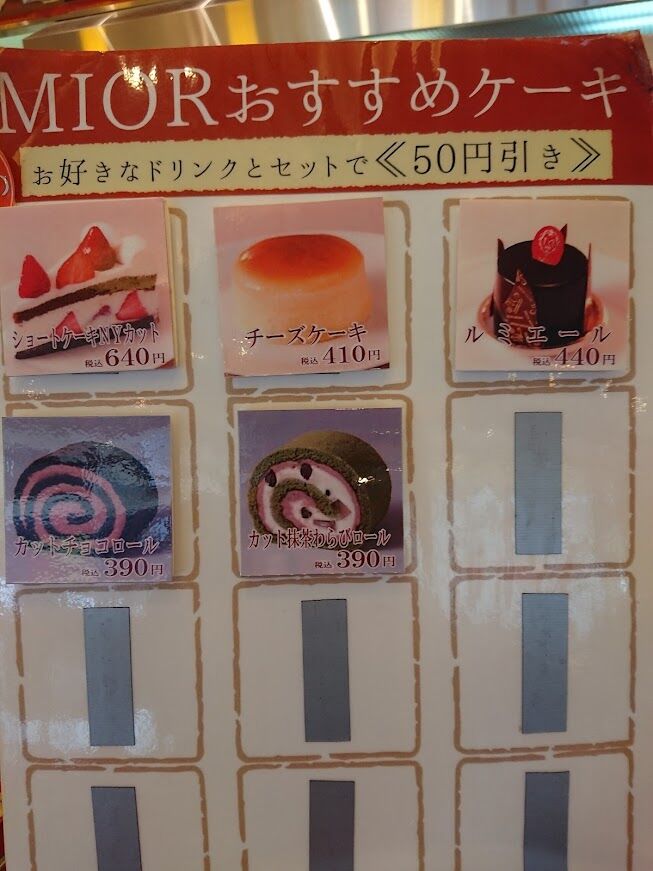 MIORおすすめケーキ
お好きなドリンクとセットで≪50円引き≫
ショートケーキNYカット
税込 640円
チーズケーキ
税込 410円
ルミエール
税込 440円
カットチョコロール
税込 390円
カット抹茶わらびロール
税込 390円